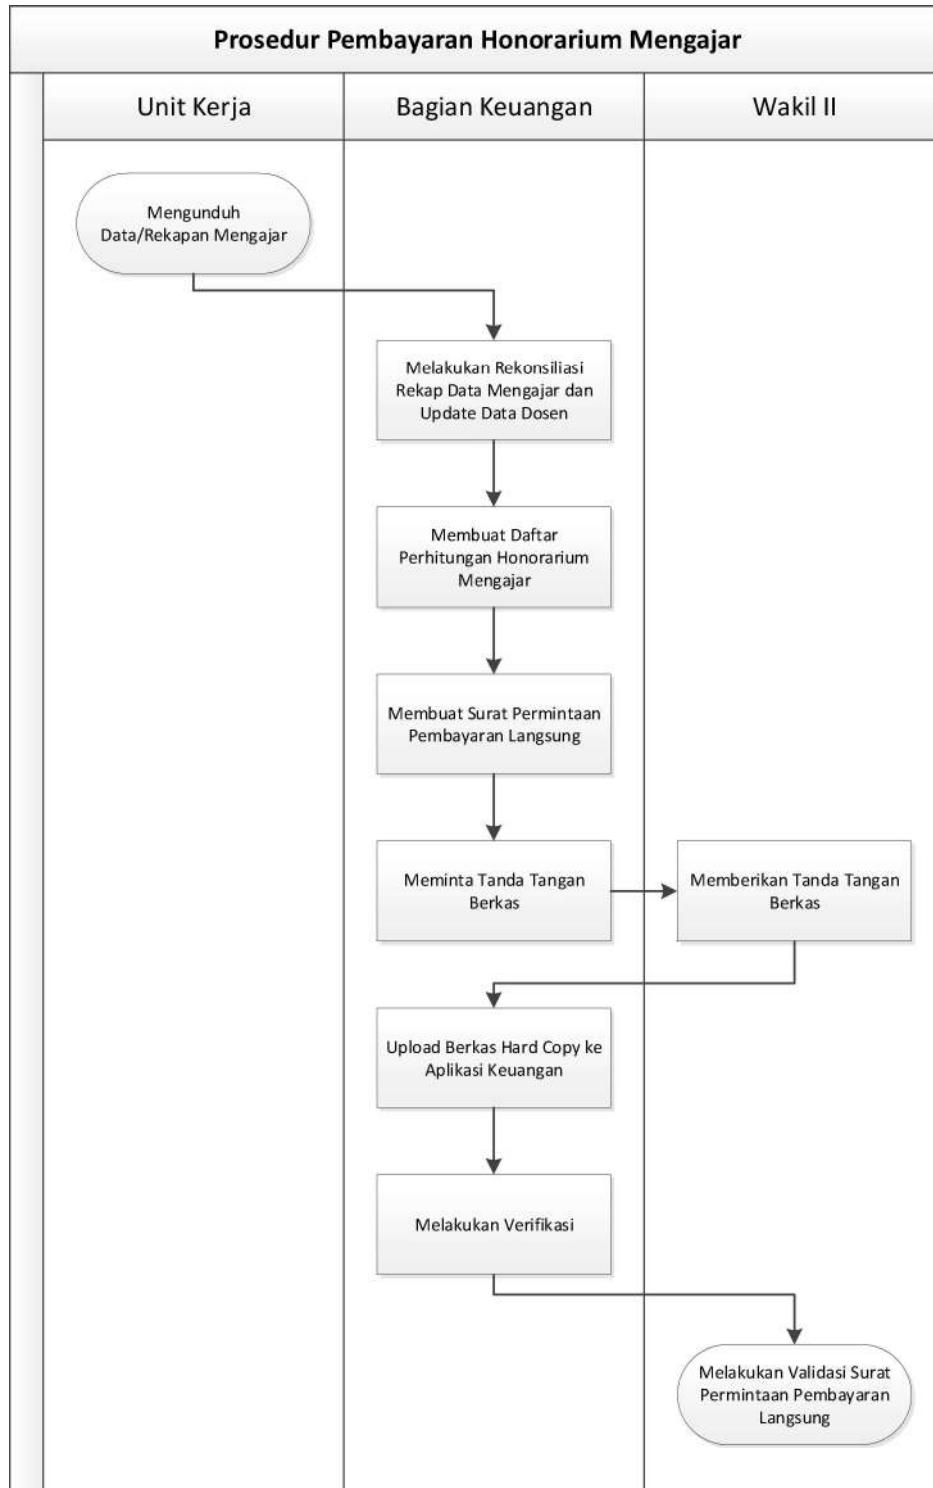 Prosedur Pembayaran Honorarium Mengajar
Unit Kerja
Bagian Keuangan
Wakil II
Mengunduh
Data/Rekapan Mengajar
Melakukan Rekonsiliasi
Rekap Data Mengajar dan
Update Data Dosen
Membuat Daftar
Perhitungan Honorarium
Mengajar
Membuat Surat Permintaan
Pembayaran Langsung
Meminta Tanda Tangan
Berkas
Memberikan Tanda Tangan
Berkas
Upload Berkas Hard Copy ke
Aplikasi Keuangan
Melakukan Verifikasi
Melakukan Validasi Surat
Permintaan Pembayaran
Langsung